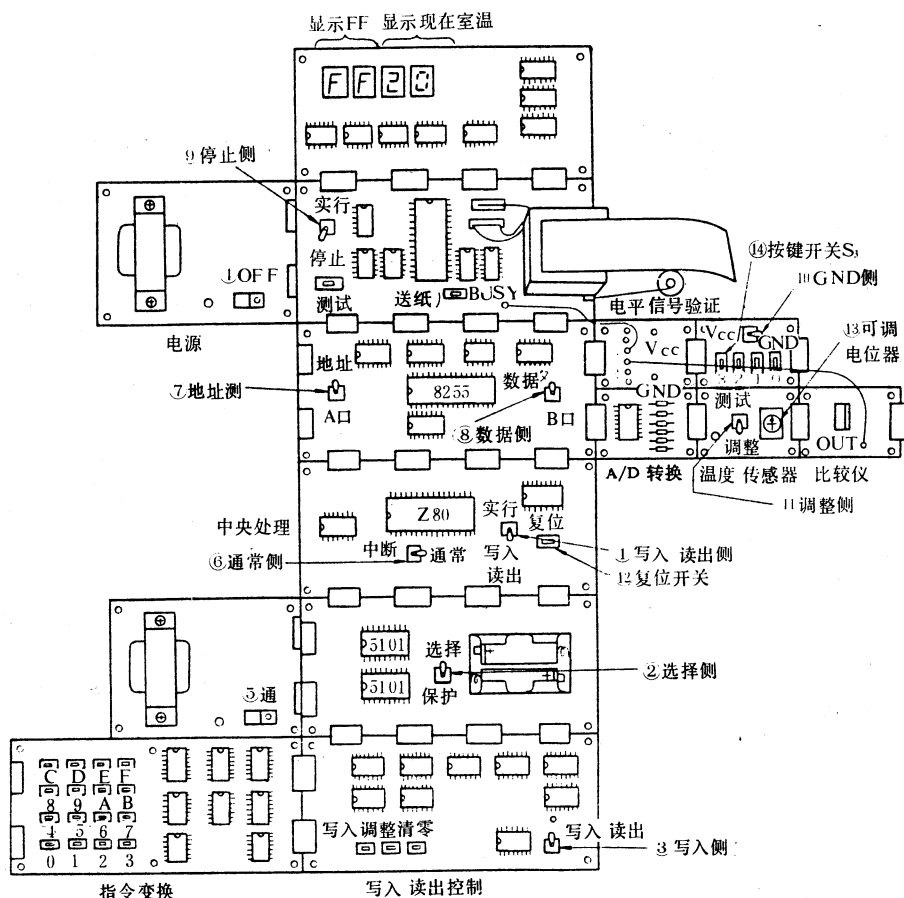 显示FF 显示现在室温
FF20
⑨停止侧
实行
停止
测试
送纸
BUSY
④OFF
电源
⑭按键开关S₃
⑩GND侧
电平信号验证
Vcc
Vcc
GND
⑬可调
电位器
3 2 1 0
GND
测试
调整
OUT
A/D 转换
温度 传感器
比较仪
⑪调整侧
地址
⑦地址测
A口
8255
数据
⑧数据侧
B口
中央处理
Z80
实行
复位
中断
通常
⑥通常侧
写入
读出
①写入 读出侧
⑫复位开关
5101
5101
选择
保护
②选择侧
⑤通
C D E F
8 9 A B
4 5 6 7
0 1 2 3
指令变换
写入调整清零
写入 读出
③写入侧
写入 读出控制